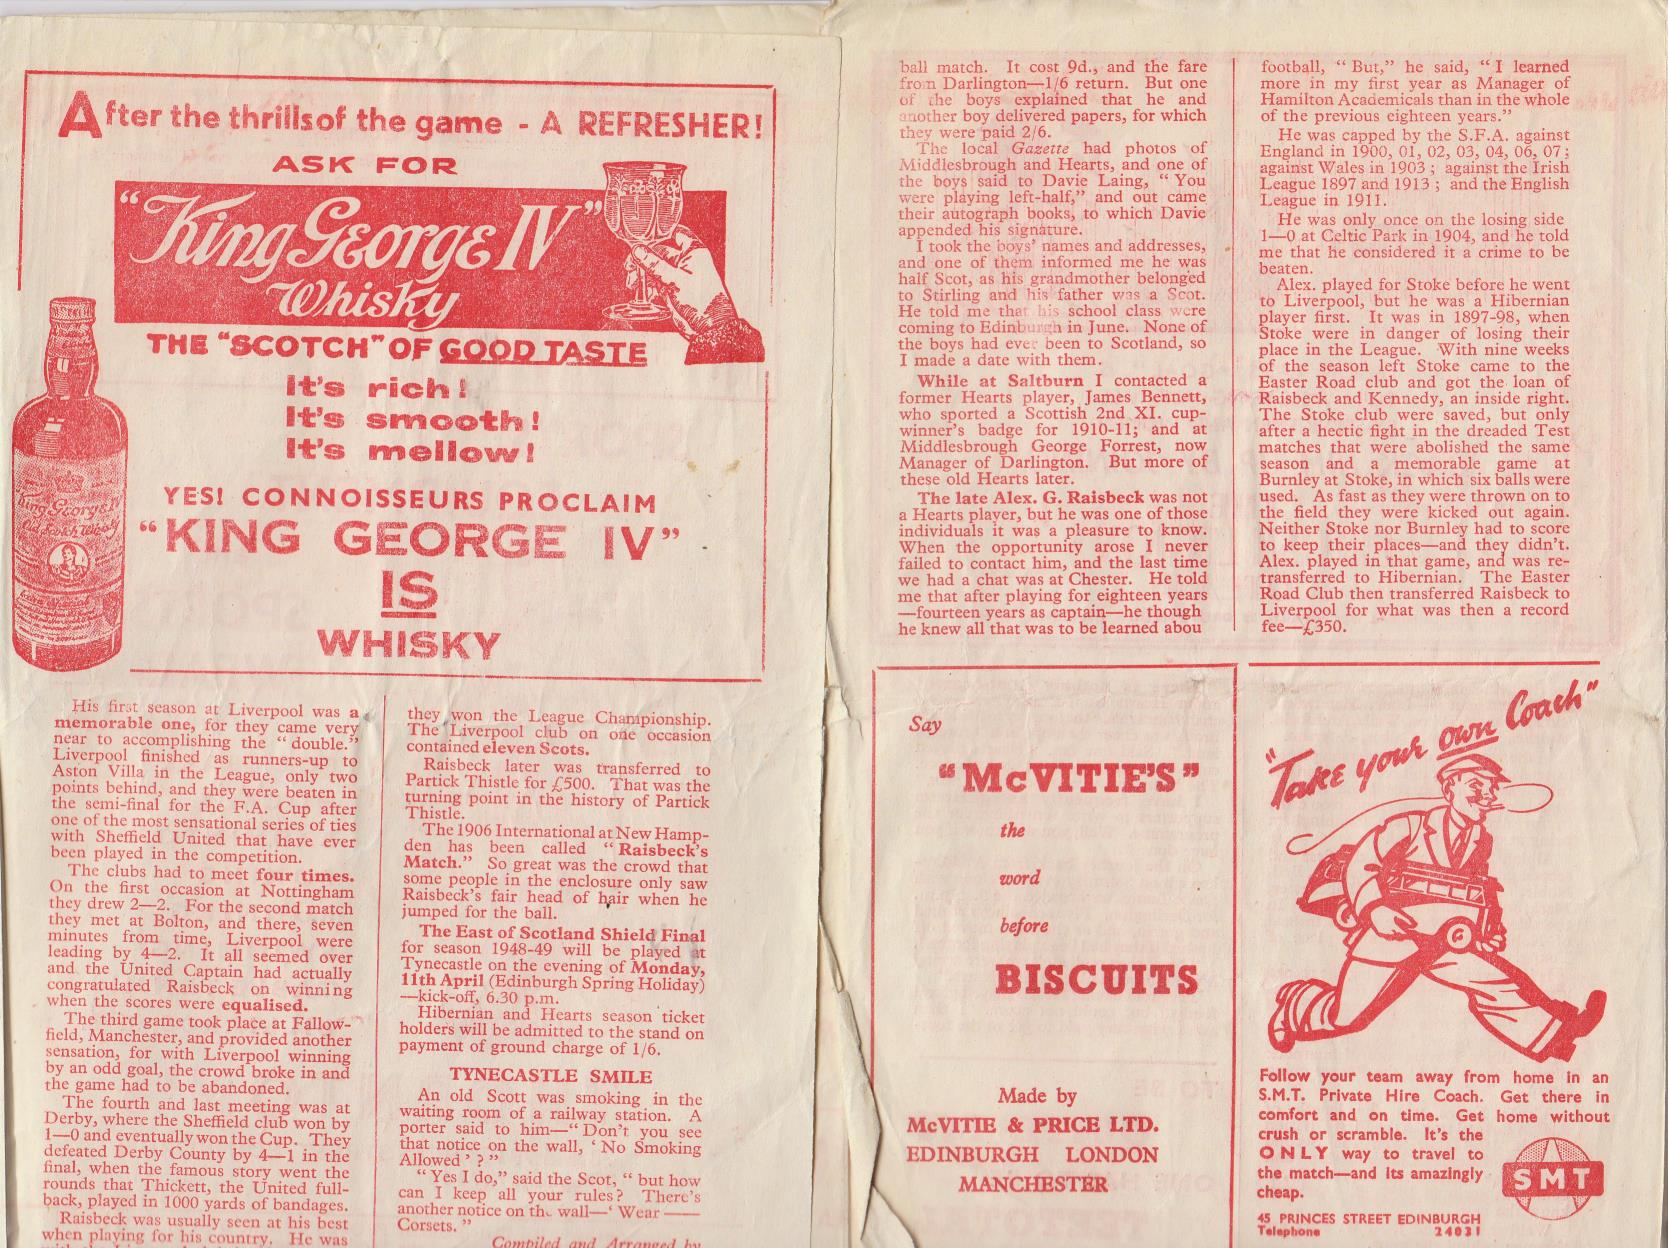 After the thrills of the game - A REFRESHER!
ASK FOR
"King George IV"
Whisky
THE "SCOTCH" OF GOOD TASTE
It's rich!
It's smooth!
It's mellow!
YES! CONNOISSEURS PROCLAIM
"KING GEORGE IV"
IS
WHISKY
King George IV
Old Scotch Whisky
His first season at Liverpool was a
memorable one, for they came very
near to accomplishing the "double."
Liverpool finished as runners-up to
Aston Villa in the League, only two
points behind, and they were beaten in
the semi-final for the F.A. Cup after
one of the most sensational series of ties
with Sheffield United that have ever
been played in the competition.
The clubs had to meet four times.
On the first occasion at Nottingham
they drew 2—2. For the second match
they met at Bolton, and there, seven
minutes from time, Liverpool were
leading by 4—2. It all seemed over
and the United Captain had actually
congratulated Raisbeck on winning
when the scores were equalised.
The third game took place at Fallow-
field, Manchester, and provided another
sensation, for with Liverpool winning
by an odd goal, the crowd broke in and
the game had to be abandoned.
The fourth and last meeting was at
Derby, where the Sheffield club won by
1—0 and eventually won the Cup. They
defeated Derby County by 4—1 in the
final, when the famous story went the
rounds that Thickett, the United full-
back, played in 1000 yards of bandages.
Raisbeck was usually seen at his best
when playing for his country. He was
they won the League Championship.
The Liverpool club on one occasion
contained eleven Scots.
Raisbeck later was transferred to
Partick Thistle for £500. That was the
turning point in the history of Partick
Thistle.
The 1906 International at New Hamp-
den has been called "Raisbeck's
Match." So great was the crowd that
some people in the enclosure only saw
Raisbeck's fair head of hair when he
jumped for the ball.
The East of Scotland Shield Final
for season 1948-49 will be played at
Tynecastle on the evening of Monday,
11th April (Edinburgh Spring Holiday)
—kick-off, 6.30 p.m.
Hibernian and Hearts season ticket
holders will be admitted to the stand on
payment of ground charge of 1/6.
TYNECASTLE SMILE
An old Scott was smoking in the
waiting room of a railway station. A
porter said to him—"Don't you see
that notice on the wall, 'No Smoking
Allowed'?"
"Yes I do," said the Scot, "but how
can I keep all your rules? There's
another notice on the wall—'Wear ——
Corsets."
Compiled and Arranged by
ball match. It cost 9d., and the fare
from Darlington—1/6 return. But one
of the boys explained that he and
another boy delivered papers, for which
they were paid 2/6.
The local Gazette had photos of
Middlesbrough and Hearts, and one of
the boys said to Davie Laing, "You
were playing left-half," and out came
their autograph books, to which Davie
appended his signature.
I took the boys' names and addresses,
and one of them informed me he was
half Scot, as his grandmother belonged
to Stirling and his father was a Scot.
He told me that his school class were
coming to Edinburgh in June. None of
the boys had ever been to Scotland, so
I made a date with them.
While at Saltburn I contacted a
former Hearts player, James Bennett,
who sported a Scottish 2nd XI. cup-
winner's badge for 1910-11; and at
Middlesbrough George Forrest, now
Manager of Darlington. But more of
these old Hearts later.
The late Alex. G. Raisbeck was not
a Hearts player, but he was one of those
individuals it was a pleasure to know.
When the opportunity arose I never
failed to contact him, and the last time
we had a chat was at Chester. He told
me that after playing for eighteen years
—fourteen years as captain—he though
he knew all that was to be learned abou
football, "But," he said, "I learned
more in my first year as Manager of
Hamilton Academicals than in the whole
of the previous eighteen years."
He was capped by the S.F.A. against
England in 1900, 01, 02, 03, 04, 06, 07;
against Wales in 1903; against the Irish
League 1897 and 1913; and the English
League in 1911.
He was only once on the losing side
1—0 at Celtic Park in 1904, and he told
me that he considered it a crime to be
beaten.
Alex. played for Stoke before he went
to Liverpool, but he was a Hibernian
player first. It was in 1897-98, when
Stoke were in danger of losing their
place in the League. With nine weeks
of the season left Stoke came to the
Easter Road club and got the loan of
Raisbeck and Kennedy, an inside right.
The Stoke club were saved, but only
after a hectic fight in the dreaded Test
matches that were abolished the same
season and a memorable game at
Burnley at Stoke, in which six balls were
used. As fast as they were thrown on to
the field they were kicked out again.
Neither Stoke nor Burnley had to score
to keep their places—and they didn't.
Alex. played in that game, and was re-
transferred to Hibernian. The Easter
Road Club then transferred Raisbeck to
Liverpool for what was then a record
fee—£350.
Say
"McVITIE'S"
the
word
before
BISCUITS
Made by
McVITIE & PRICE LTD.
EDINBURGH LONDON
MANCHESTER
"Take your own Coach"
Follow your team away from home in an
S.M.T. Private Hire Coach. Get there in
comfort and on time. Get home without
crush or scramble. It's the
ONLY way to travel to
the match—and its amazingly
cheap.
SMT
45 PRINCES STREET EDINBURGH
Telephone 24031